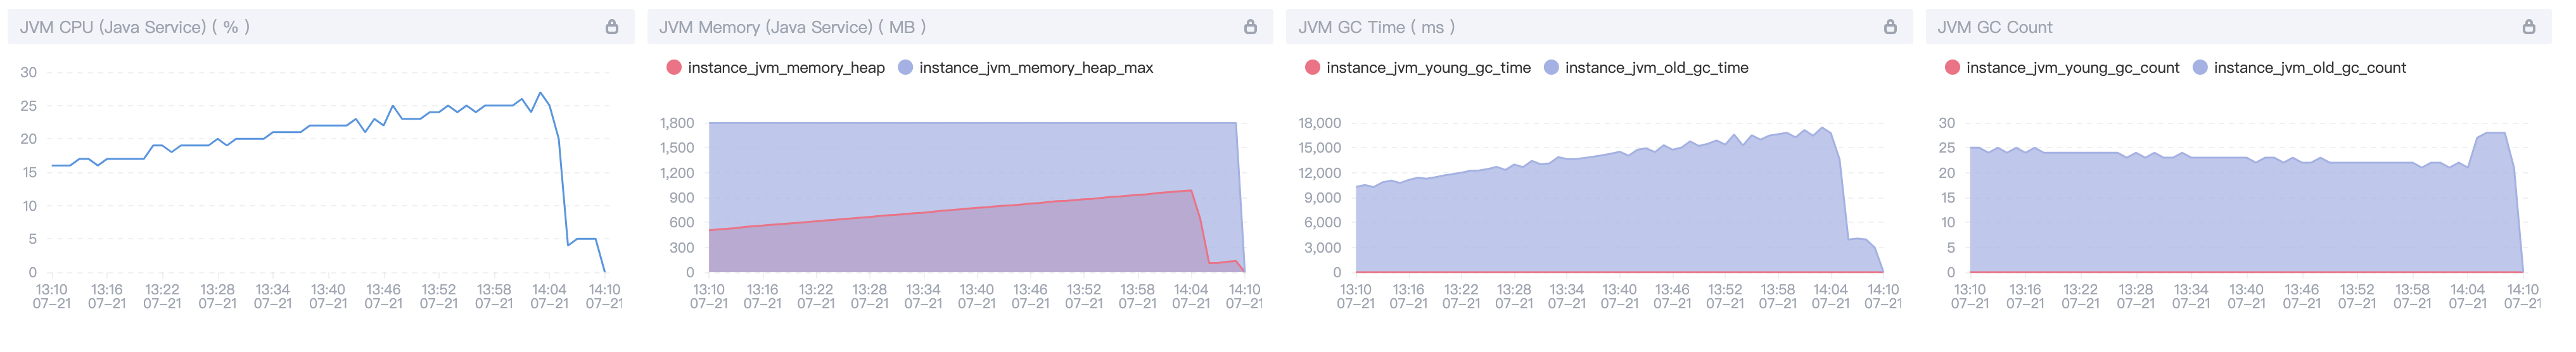 JVM CPU (Java Service) ( % )
30
25
20
15
10
5
0
13:10 13:16 13:22 13:28 13:34 13:40 13:46 13:52 13:58 14:04 14:10
07-21 07-21 07-21 07-21 07-21 07-21 07-21 07-21 07-21 07-21 07-21
JVM Memory (Java Service) ( MB )
instance_jvm_memory_heap instance_jvm_memory_heap_max
1,800
1,500
1,200
900
600
300
0
13:10 13:16 13:22 13:28 13:34 13:40 13:46 13:52 13:58 14:04 14:10
07-21 07-21 07-21 07-21 07-21 07-21 07-21 07-21 07-21 07-21 07-21
JVM GC Time ( ms )
instance_jvm_young_gc_time instance_jvm_old_gc_time
18,000
15,000
12,000
9,000
6,000
3,000
0
13:10 13:16 13:22 13:28 13:34 13:40 13:46 13:52 13:58 14:04 14:10
07-21 07-21 07-21 07-21 07-21 07-21 07-21 07-21 07-21 07-21 07-21
JVM GC Count
instance_jvm_young_gc_count instance_jvm_old_gc_count
30
25
20
15
10
5
0
13:10 13:16 13:22 13:28 13:34 13:40 13:46 13:52 13:58 14:04 14:10
07-21 07-21 07-21 07-21 07-21 07-21 07-21 07-21 07-21 07-21 07-21